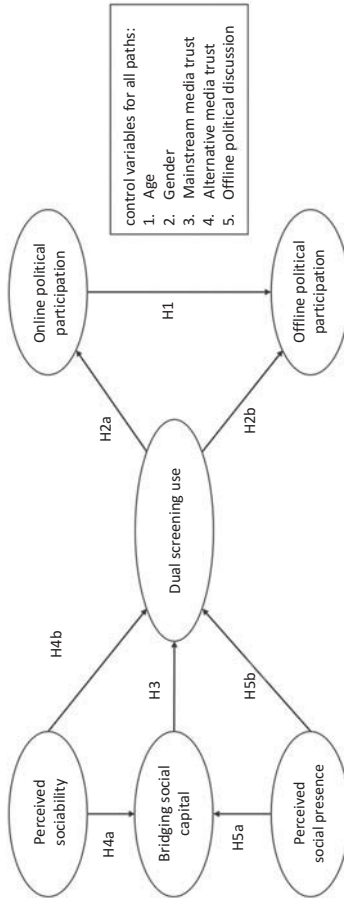 Perceived
sociability
H4a
Bridging social
capital
H5a
Perceived
social presence
H4b
H3
H5b
Dual screening use
H2a
H2b
Online political
participation
H1
Offline political
participation
control variables for all paths:
1. Age
2. Gender
3. Mainstream media trust
4. Alternative media trust
5. Offline political discussion